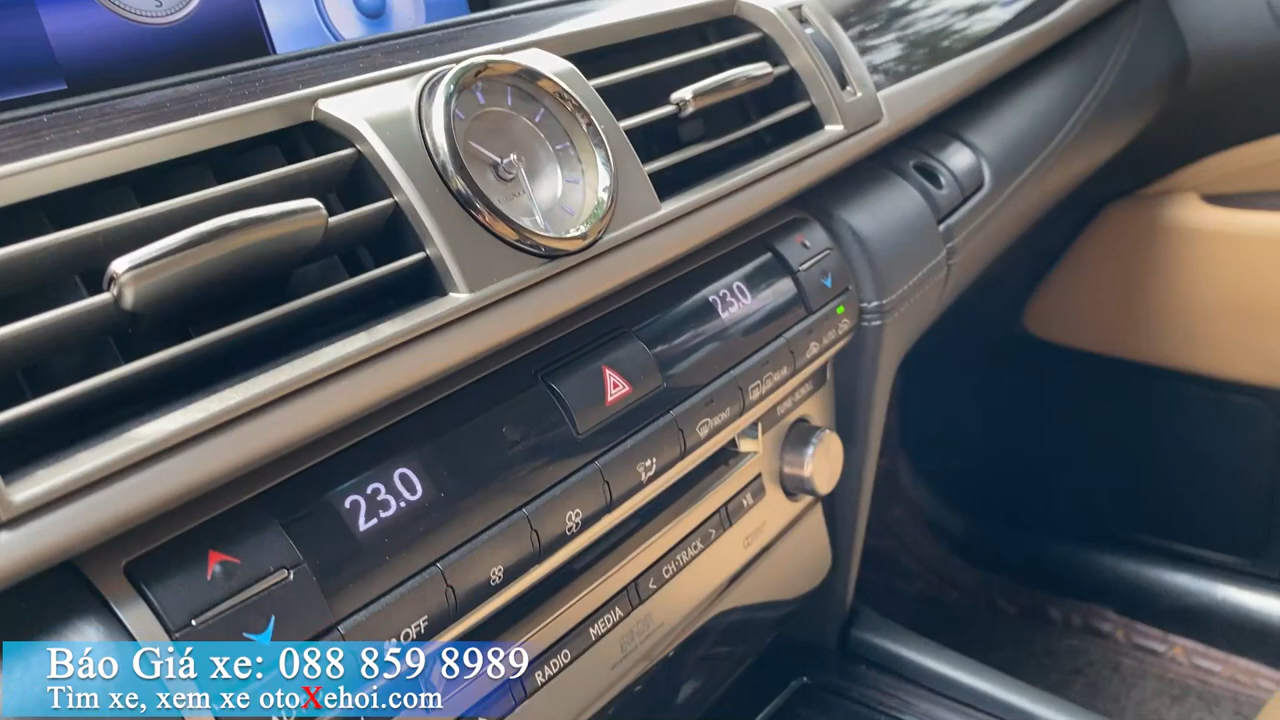 23.0
23.0
FRONT
REAR
AUTO
TUNE•SCROLL
OFF
CH•TRACK
MEDIA
RADIO
Báo Giá xe: 088 859 8989
Tìm xe, xem xe otoXehoi.com